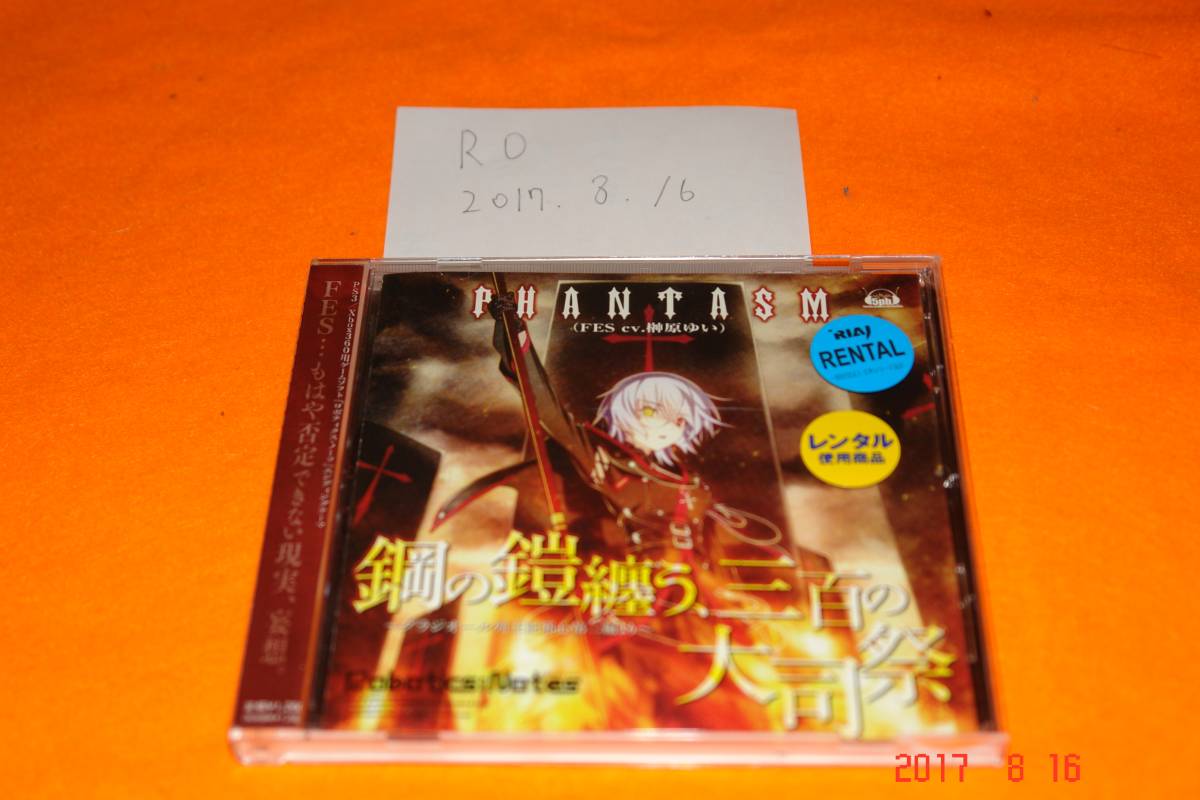 RO
2017. 8. 16
PHANTASM
(FES cv.榊原ゆい)
5pb.
RIAJ
RENTAL
レンタル
使用商品
FES…もはや否定できない現実、妄想。
鋼の鎧纏う、三百の
大司祭
Robotics;Notes
2017 8 16